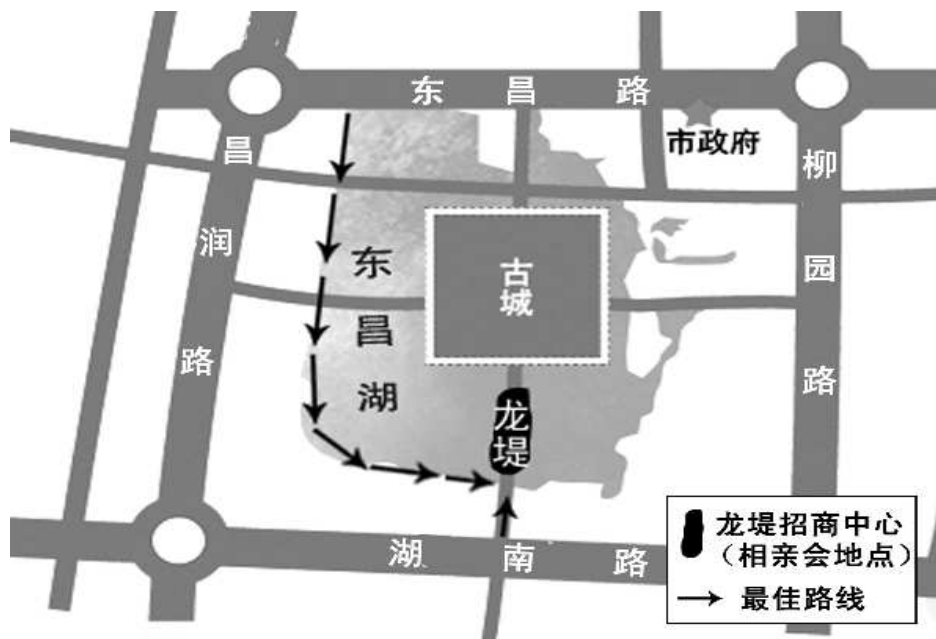 东昌路
市政府
昌润路
柳园路
东昌湖
古城
龙堤
湖南路
龙堤招商中心
（相亲会地点）
最佳路线